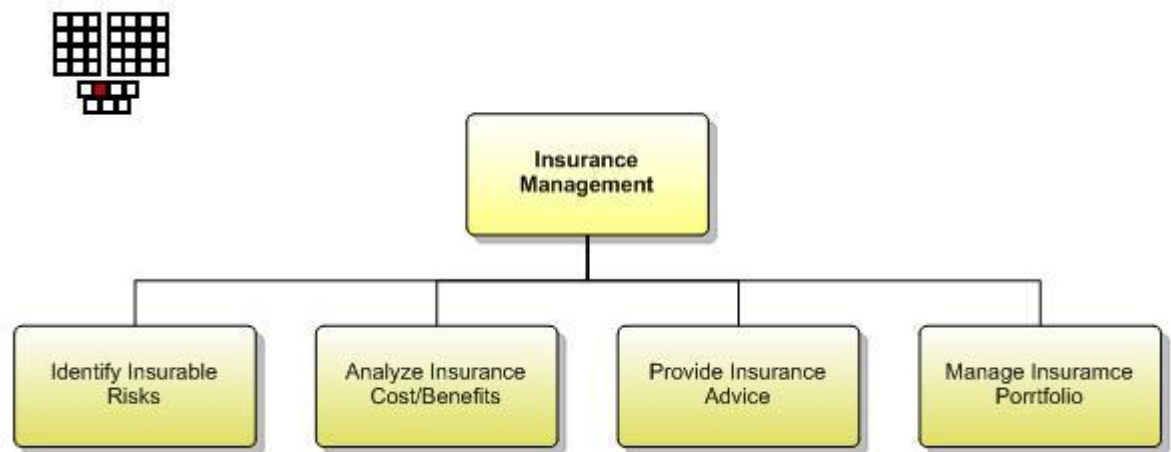 Insurance
Management
Identify Insurable
Risks
Analyze Insurance
Cost/Benefits
Provide Insurance
Advice
Manage Insuramce
Porrtfolio